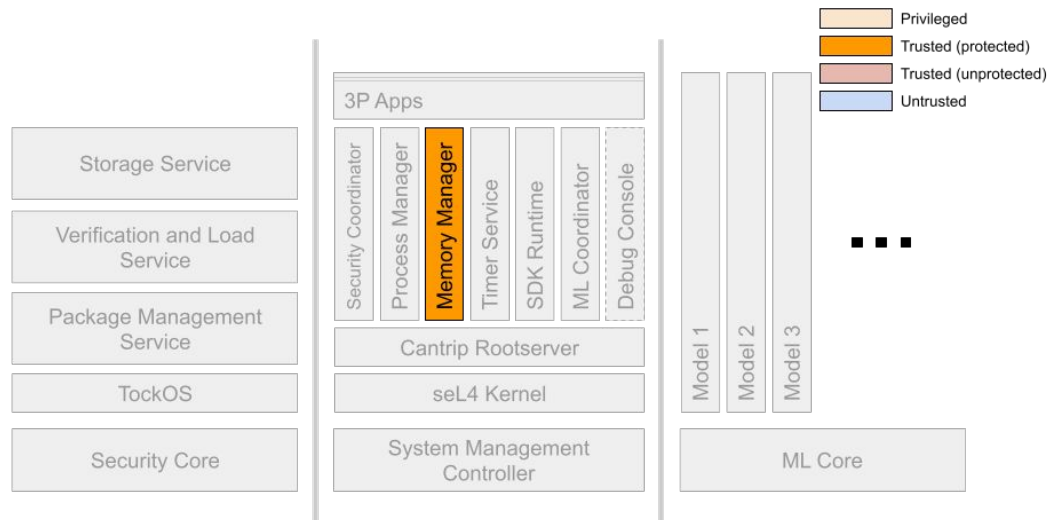 Privileged
Trusted (protected)
Trusted (unprotected)
Untrusted
Storage Service
Verification and Load
Service
Package Management
Service
TockOS
Security Core
3P Apps
Security Coordinator
Process Manager
Memory Manager
Timer Service
SDK Runtime
ML Coordinator
Debug Console
Cantrip Rootserver
seL4 Kernel
System Management
Controller
Model 1
Model 2
Model 3
ML Core